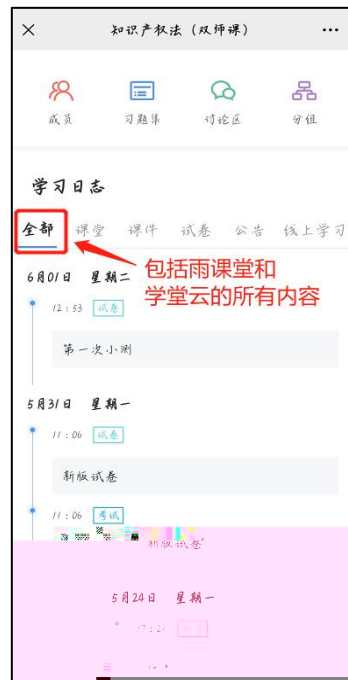 知识产权法（双师课）
成员 习题集 讨论区 分组
学习日志
全部 课堂 课件 试卷 公告 线上学习
包括雨课堂和
学堂云的所有内容
6月01日 星期二
12:53 试卷
第一次小测
5月31日 星期一
11:06 试卷
新版试卷
11:06 考试
新版试卷
5月24日 星期一
17:21